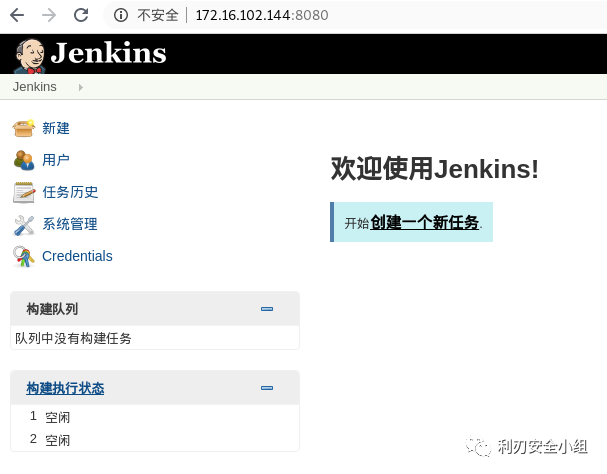 不安全 172.16.102.144:8080
Jenkins
Jenkins
新建
用户
任务历史
系统管理
Credentials
欢迎使用Jenkins!
开始创建一个新任务.
构建队列
队列中没有构建任务
构建执行状态
1 空闲
2 空闲
利刃安全小组